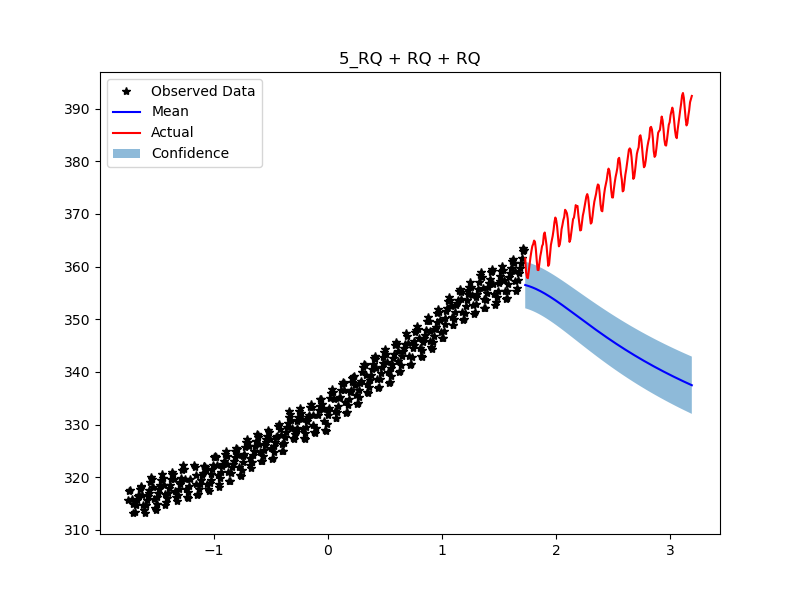 5_RQ + RQ + RQ
Observed Data
Mean
Actual
Confidence
390
380
370
360
350
340
330
320
310
−1
0
1
2
3